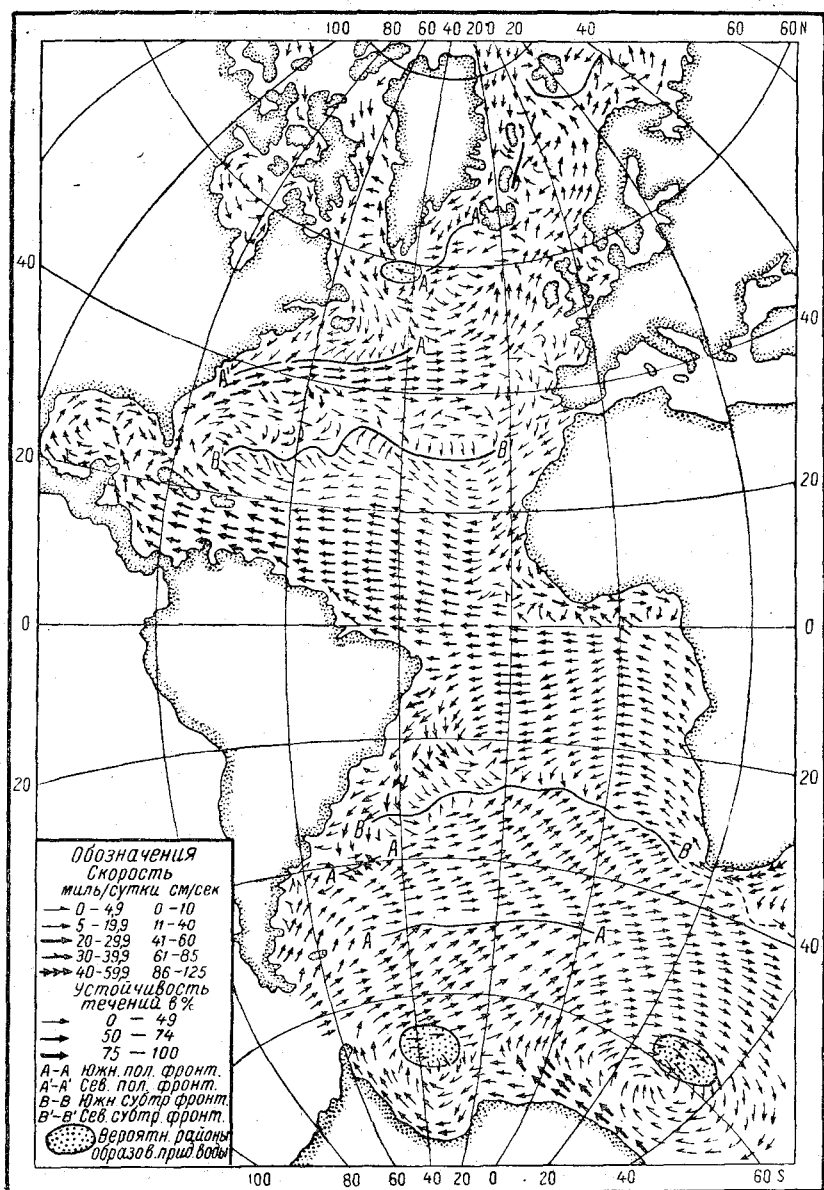 100 80 60 40 20 0 20 40 60 60 N
40 40
20 20
0 0
20 20
40
A
A
A
A
B B
B B
A
A
A A
Обозначения
Скорость
миль/сутки см/сек
0 – 4,9 0 – 10
5 – 19,9 11 – 40
20 – 29,9 41 – 60
30 – 39,9 61 – 85
40 – 59,9 86 – 125
Устойчивость
течений в %
0 – 49
50 – 74
75 – 100
А–А Южн. пол. фронт.
А'–А' Сев. пол. фронт.
В–В Южн субтр фронт.
В'–В' Сев. субтр. фронт.
Вероятн. районы
образов. прид. воды
100 80 60 40 20 0 20 40 60 S